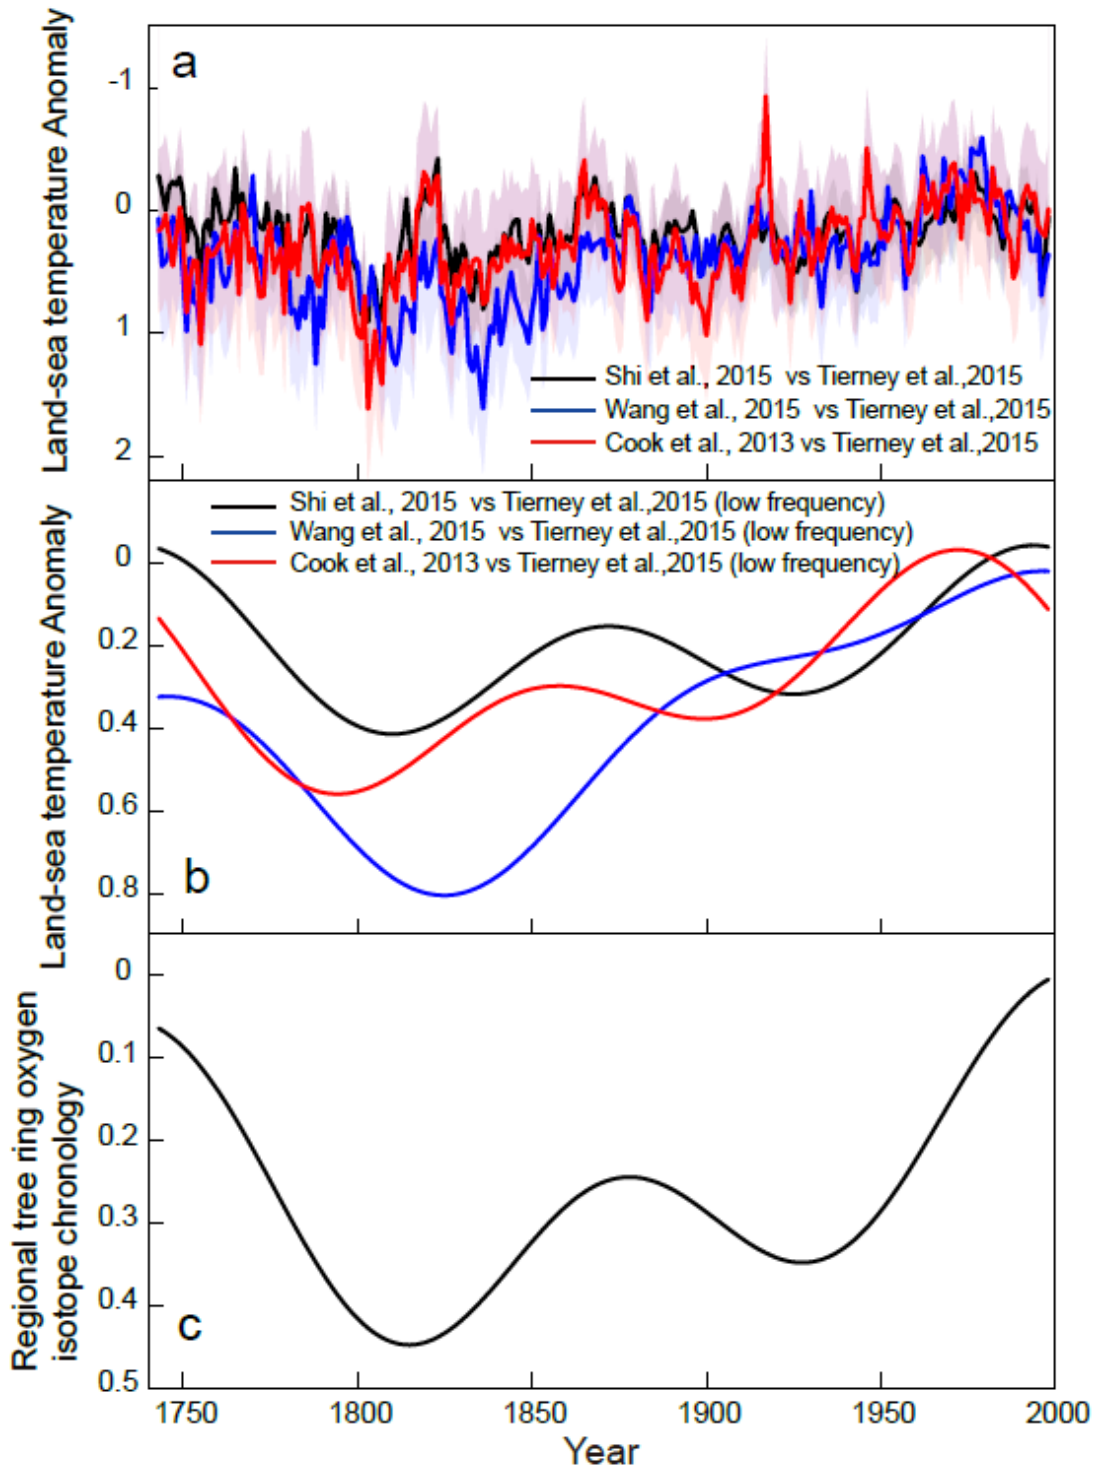 Land-sea temperature Anomaly
a
-1
0
1
2
Shi et al., 2015 vs Tierney et al.,2015
Wang et al., 2015 vs Tierney et al.,2015
Cook et al., 2013 vs Tierney et al.,2015
Land-sea temperature Anomaly
Shi et al., 2015 vs Tierney et al.,2015 (low frequency)
Wang et al., 2015 vs Tierney et al.,2015 (low frequency)
Cook et al., 2013 vs Tierney et al.,2015 (low frequency)
0
0.2
0.4
0.6
0.8
b
Regional tree ring oxygen
isotope chronology
0
0.1
0.2
0.3
0.4
0.5
c
1750 1800 1850 1900 1950 2000
Year